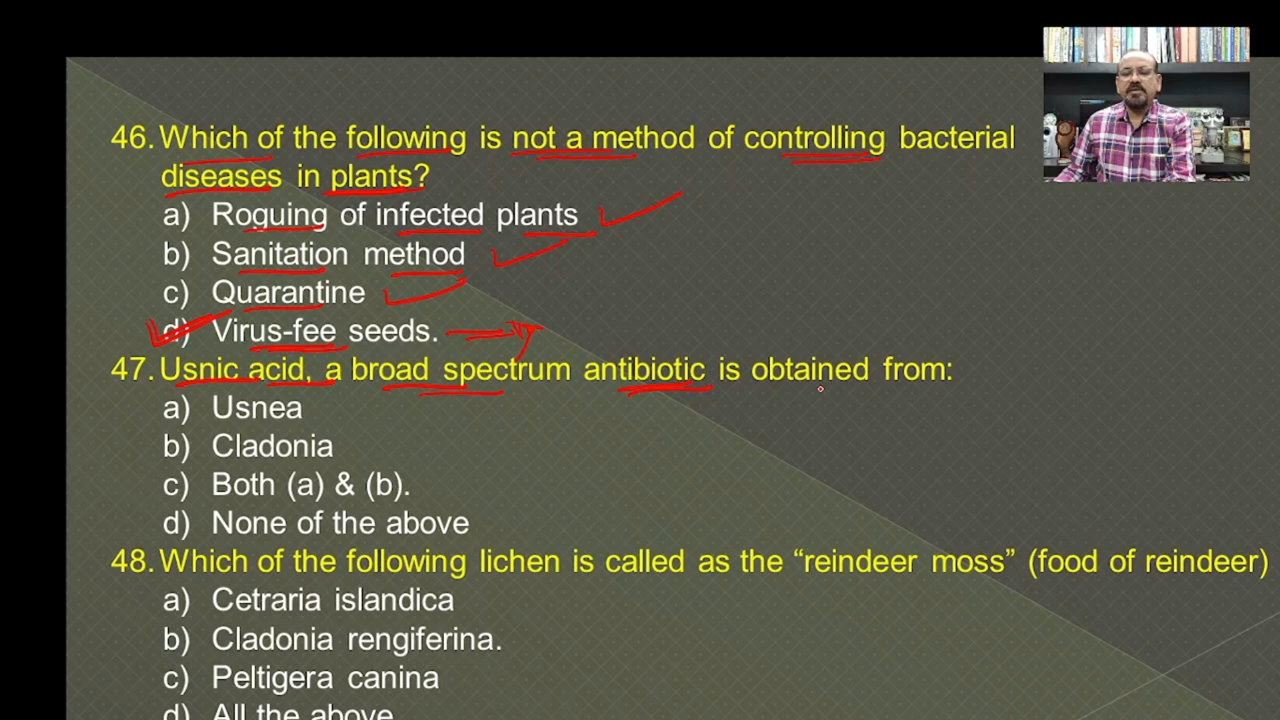 46. Which of the following is not a method of controlling bacterial
diseases in plants?
a) Roguing of infected plants
b) Sanitation method
c) Quarantine
d) Virus-fee seeds.
47. Usnic acid, a broad spectrum antibiotic is obtained from:
a) Usnea
b) Cladonia
c) Both (a) & (b).
d) None of the above
48. Which of the following lichen is called as the “reindeer moss” (food of reindeer)
a) Cetraria islandica
b) Cladonia rengiferina.
c) Peltigera canina
d) All the above